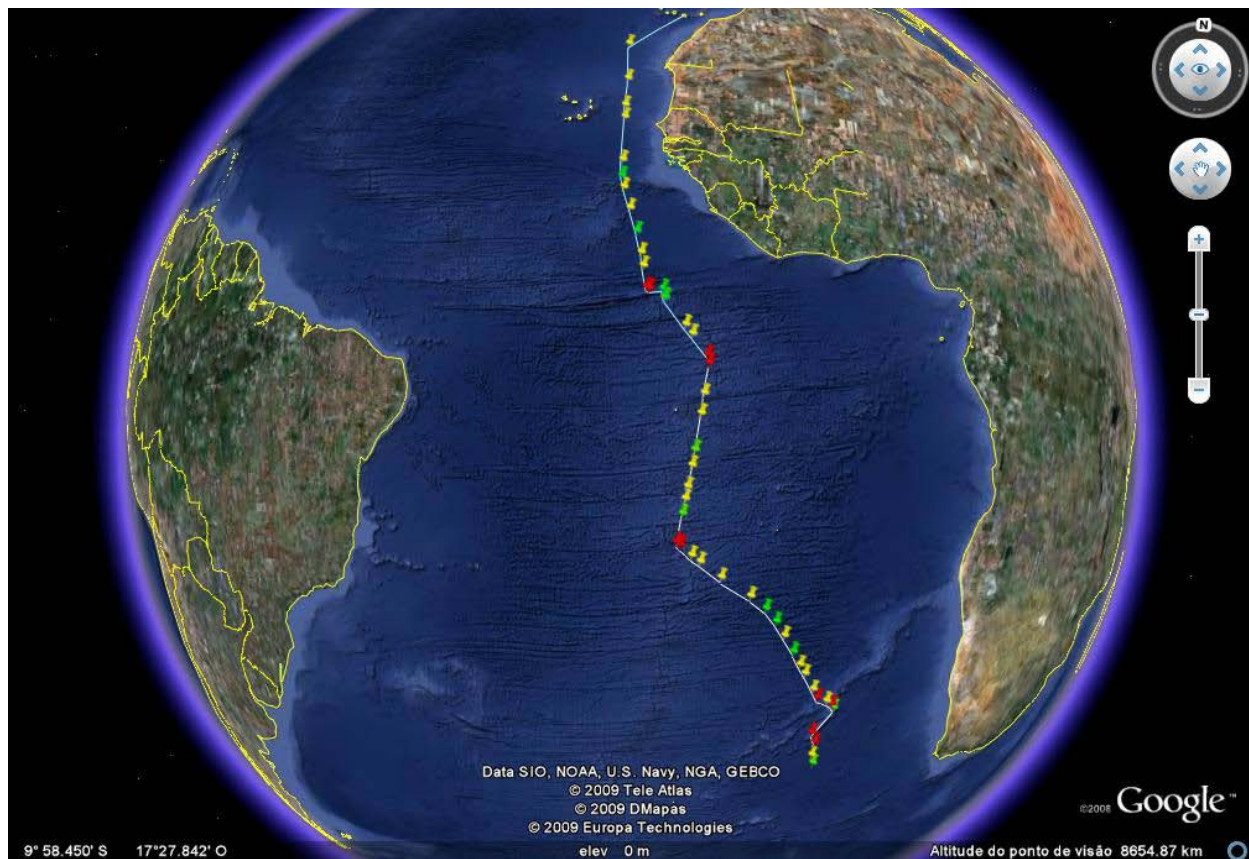 N
Data SIO, NOAA, U.S. Navy, NGA, GEBCO
© 2009 Tele Atlas
© 2009 DMapas
© 2009 Europa Technologies
©2008 Google™
9° 58.450' S 17°27.842' O elev 0 m Altitude do ponto de visão 8654.87 km